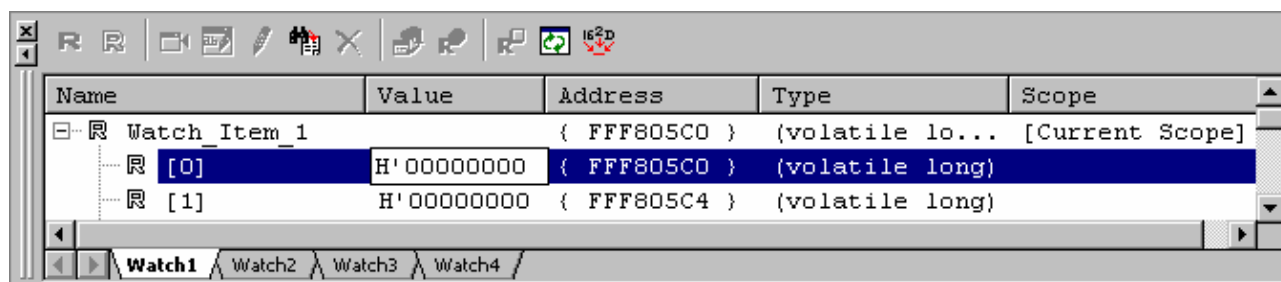 Name Value Address Type Scope
R Watch_Item_1 { FFF805C0 } (volatile lo... [Current Scope]
R [0] H'00000000 { FFF805C0 } (volatile long)
R [1] H'00000000 { FFF805C4 } (volatile long)
Watch1 Watch2 Watch3 Watch4